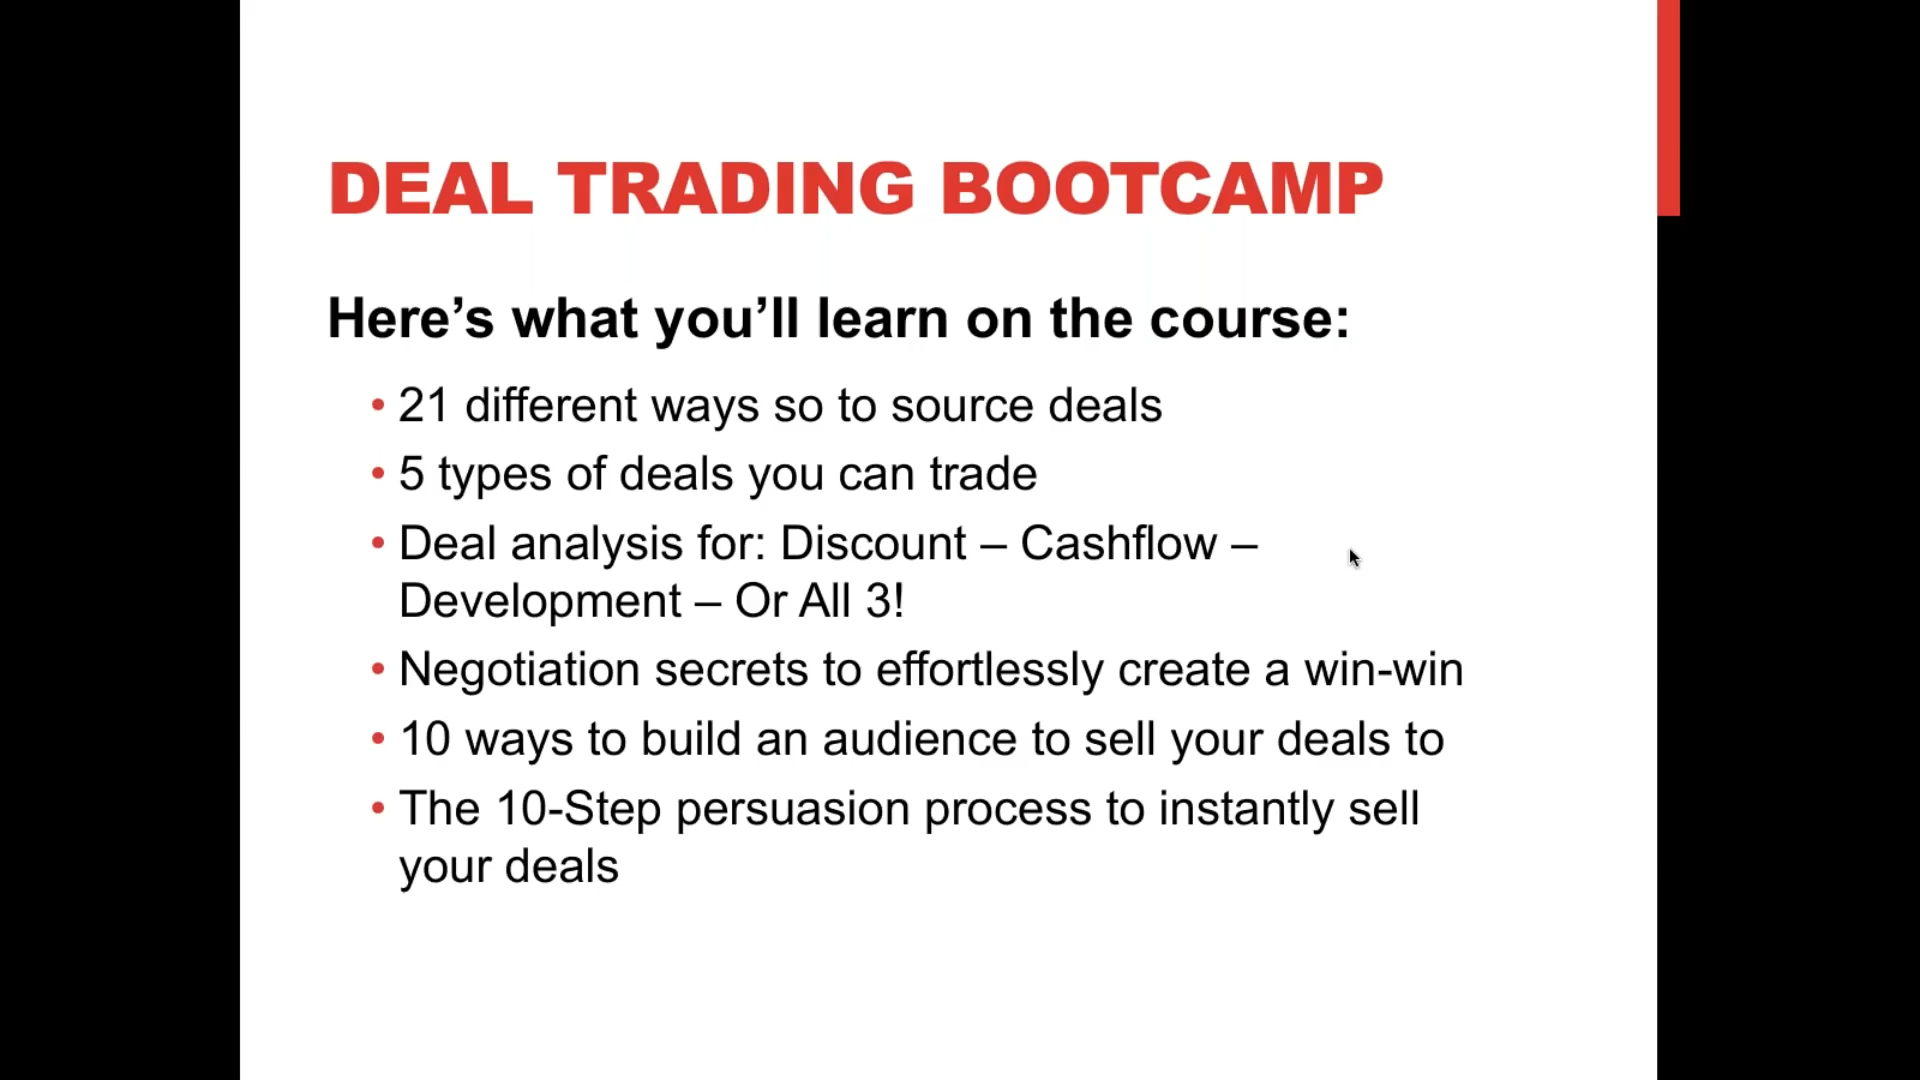 DEAL TRADING BOOTCAMP
Here’s what you’ll learn on the course:
• 21 different ways so to source deals
• 5 types of deals you can trade
• Deal analysis for: Discount – Cashflow –
Development – Or All 3!
• Negotiation secrets to effortlessly create a win-win
• 10 ways to build an audience to sell your deals to
• The 10-Step persuasion process to instantly sell
your deals